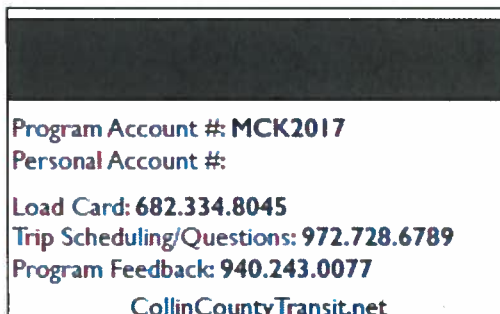 Program Account #: MCK2017
Personal Account #:
Load Card: 682.334.8045
Trip Scheduling/Questions: 972.728.6789
Program Feedback: 940.243.0077
CollinCountyTransit.net